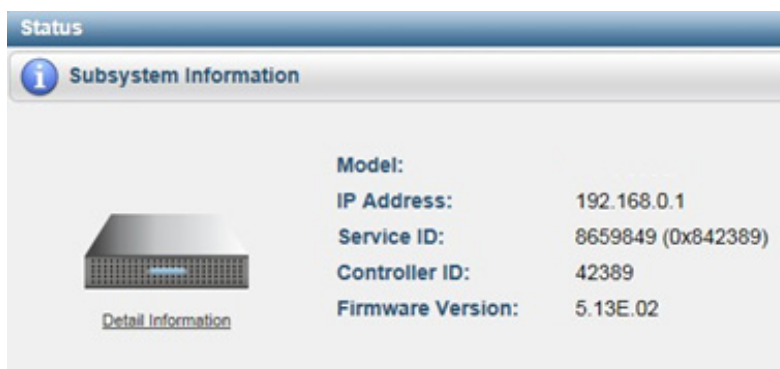 Status
Subsystem Information
Model:
IP Address: 192.168.0.1
Service ID: 8659849 (0x842389)
Controller ID: 42389
Firmware Version: 5.13E.02
Detail Information